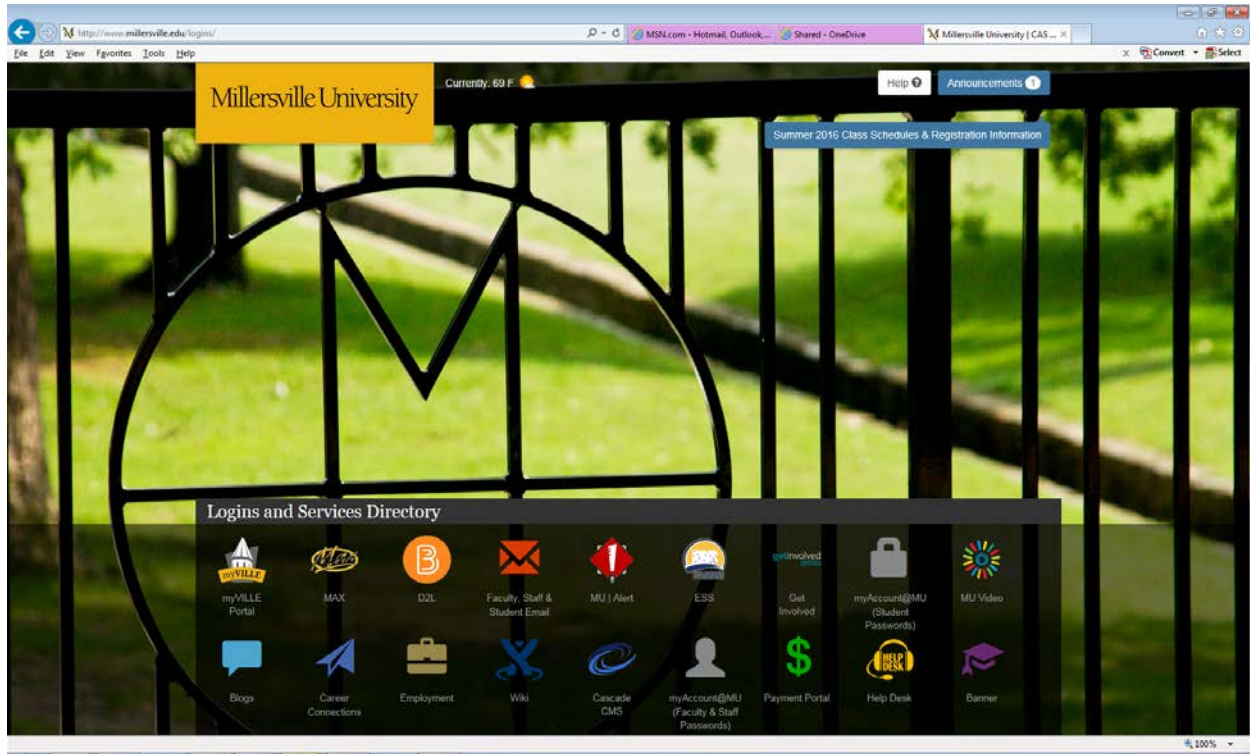 http://www.millersville.edu/logins/
MSN.com - Hotmail, Outlook,...
Shared - OneDrive
Millersville University | CAS ...
File Edit View Favorites Tools Help
x Convert Select
Millersville University
Currently: 69 F
Help
Announcements 1
Summer 2016 Class Schedules & Registration Information
Logins and Services Directory
myVILLE
Max
B
getinvolved
@mu
myVILLE
Portal
MAX
D2L
Faculty, Staff &
Student Email
MU | Alert
ESS
Get
Involved
myAccount@MU
(Student
Passwords)
MU Video
HELP
DESK
Blogs
Career
Connections
Employment
Wiki
Cascade
CMS
myAccount@MU
(Faculty & Staff
Passwords)
Payment Portal
Help Desk
Banner
100%